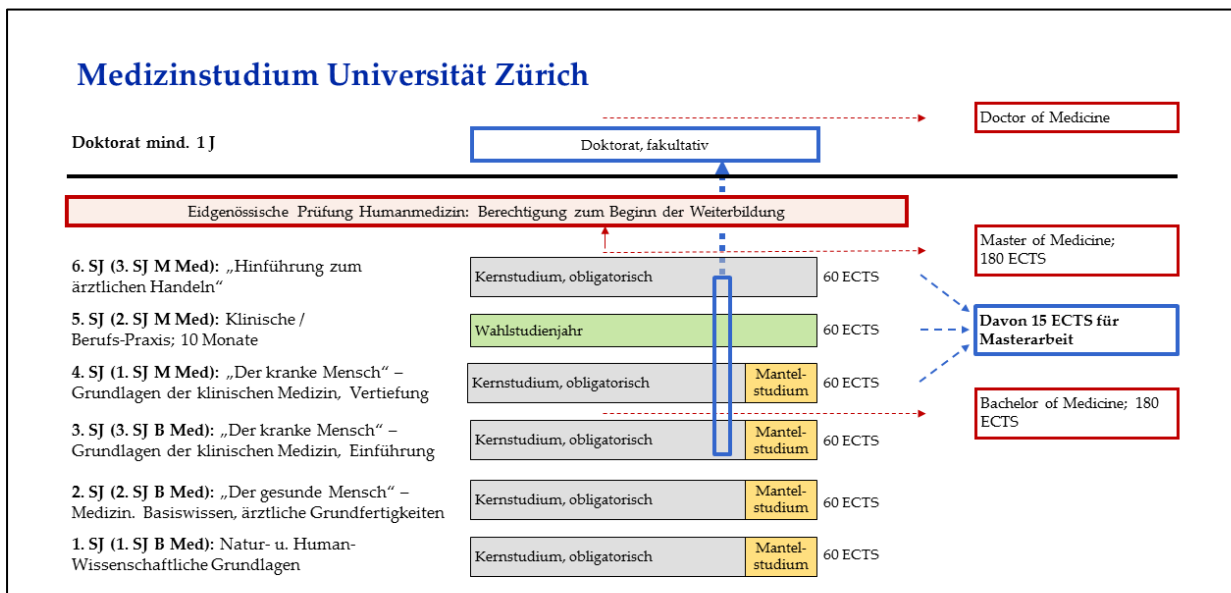 Medizinstudium Universität Zürich
Doktorat mind. 1 J
Doktorat, fakultativ
Doctor of Medicine
Eidgenössische Prüfung Humanmedizin: Berechtigung zum Beginn der Weiterbildung
Master of Medicine;
180 ECTS
6. SJ (3. SJ M Med): „Hinführung zum
ärztlichen Handeln“
Kernstudium, obligatorisch
60 ECTS
5. SJ (2. SJ M Med): Klinische /
Berufs-Praxis; 10 Monate
Wahlstudienjahr
60 ECTS
Davon 15 ECTS für
Masterarbeit
4. SJ (1. SJ M Med): „Der kranke Mensch“ –
Grundlagen der klinischen Medizin, Vertiefung
Kernstudium, obligatorisch
Mantel-
studium
60 ECTS
Bachelor of Medicine; 180
ECTS
3. SJ (3. SJ B Med): „Der kranke Mensch“ –
Grundlagen der klinischen Medizin, Einführung
Kernstudium, obligatorisch
Mantel-
studium
60 ECTS
2. SJ (2. SJ B Med): „Der gesunde Mensch“ –
Medizin. Basiswissen, ärztliche Grundfertigkeiten
Kernstudium, obligatorisch
Mantel-
studium
60 ECTS
1. SJ (1. SJ B Med): Natur- u. Human-
Wissenschaftliche Grundlagen
Kernstudium, obligatorisch
Mantel-
studium
60 ECTS